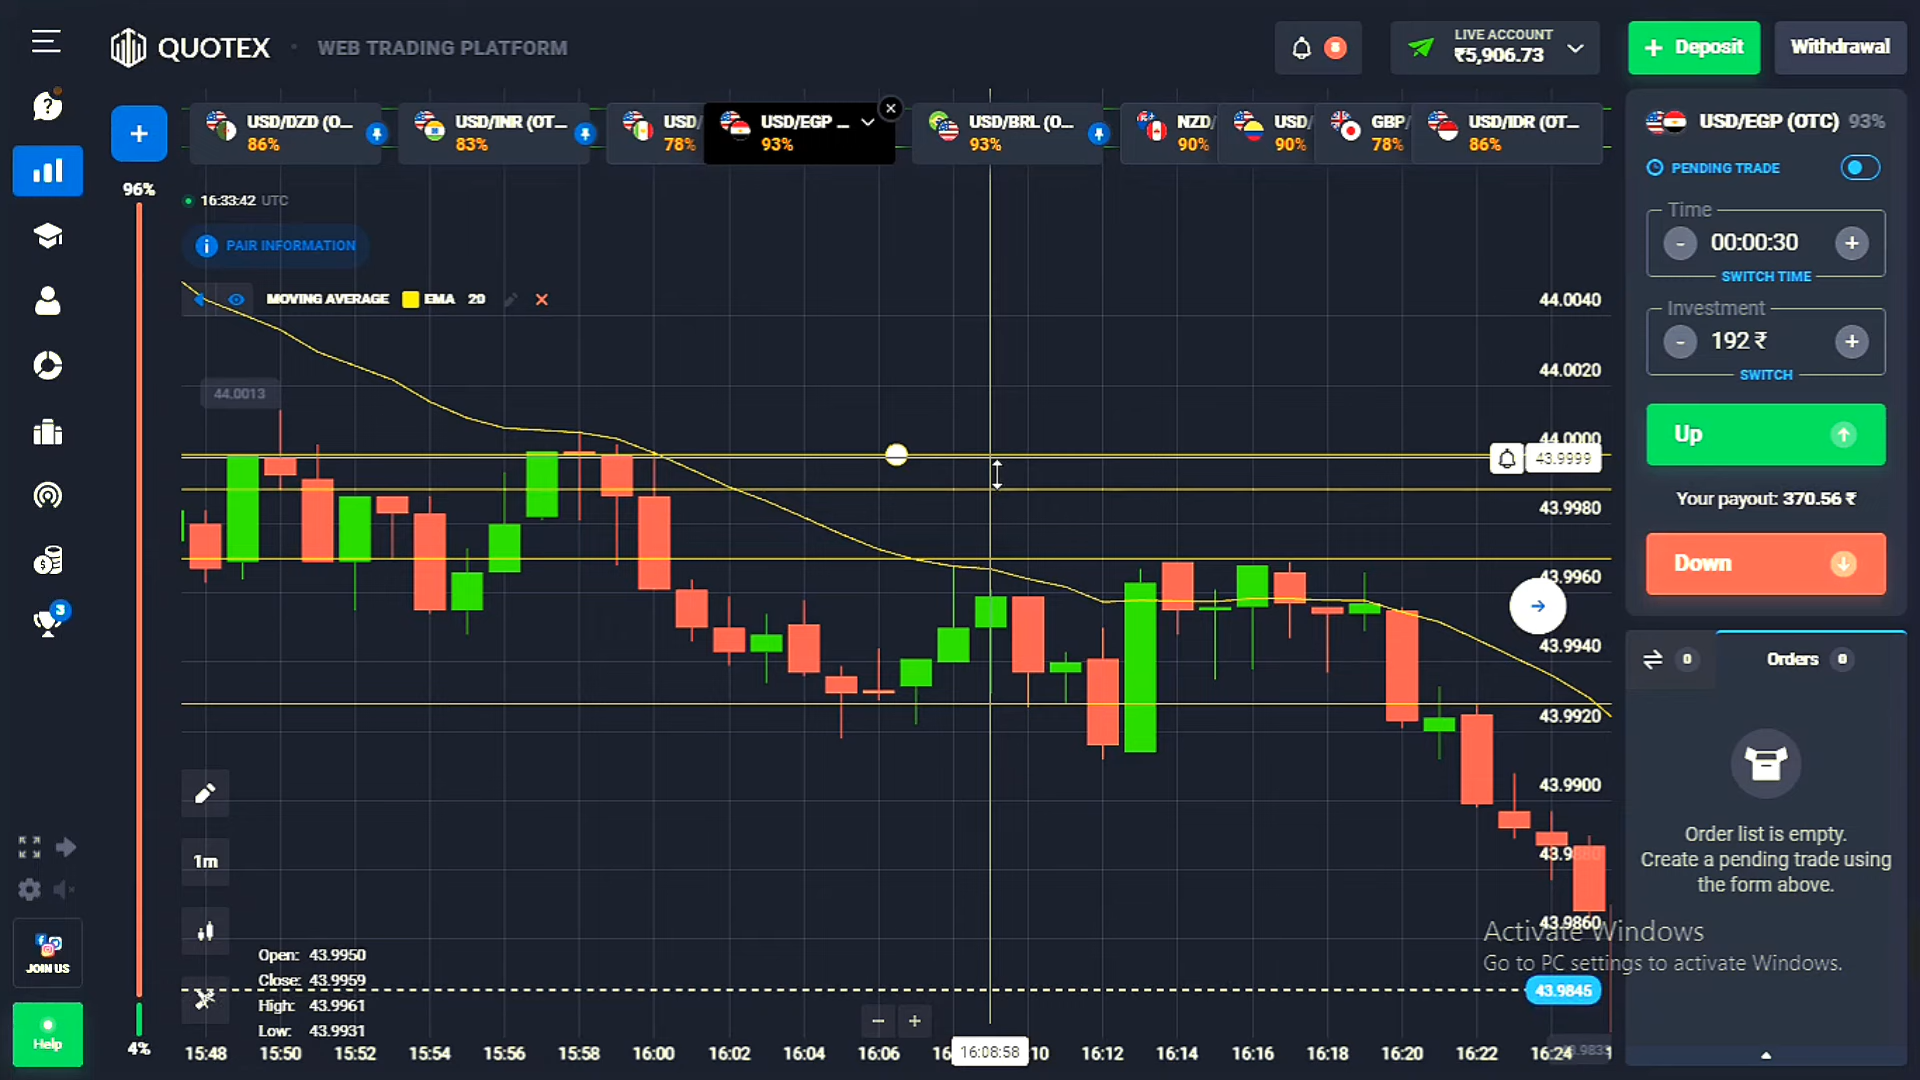 QUOTEX
WEB TRADING PLATFORM
LIVE ACCOUNT
₹5,906.73
+ Deposit
Withdrawal
USD/DZD (O...
86%
USD/INR (OT...
83%
USD/
78%
USD/EGP ...
93%
USD/BRL (O...
93%
NZD/
90%
USD/
90%
GBP/
78%
USD/IDR (OT...
86%
96%
16:33:42 UTC
PAIR INFORMATION
MOVING AVERAGE EMA 20
44.0013
44.0040
44.0020
44.0000
43.9999
43.9980
43.9960
43.9940
43.9920
43.9900
43.9860
43.9845
1m
Open: 43.9950
Close: 43.9959
High: 43.9961
Low: 43.9931
4%
15:48 15:50 15:52 15:54 15:56 15:58 16:00 16:02 16:04 16:06 16:08:58 10 16:12 16:14 16:16 16:18 16:20 16:22 16:24
USD/EGP (OTC) 93%
PENDING TRADE
Time
- 00:00:30 +
SWITCH TIME
Investment
- 192 ₹ +
SWITCH
Up
Your payout: 370.56 ₹
Down
0
Orders 0
Order list is empty.
Create a pending trade using
the form above.
Activate Windows
Go to PC settings to activate Windows.
3
JOIN US
Help